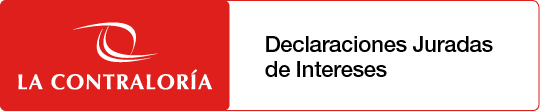 LA CONTRALORÍA
Declaraciones Juradas
de Intereses